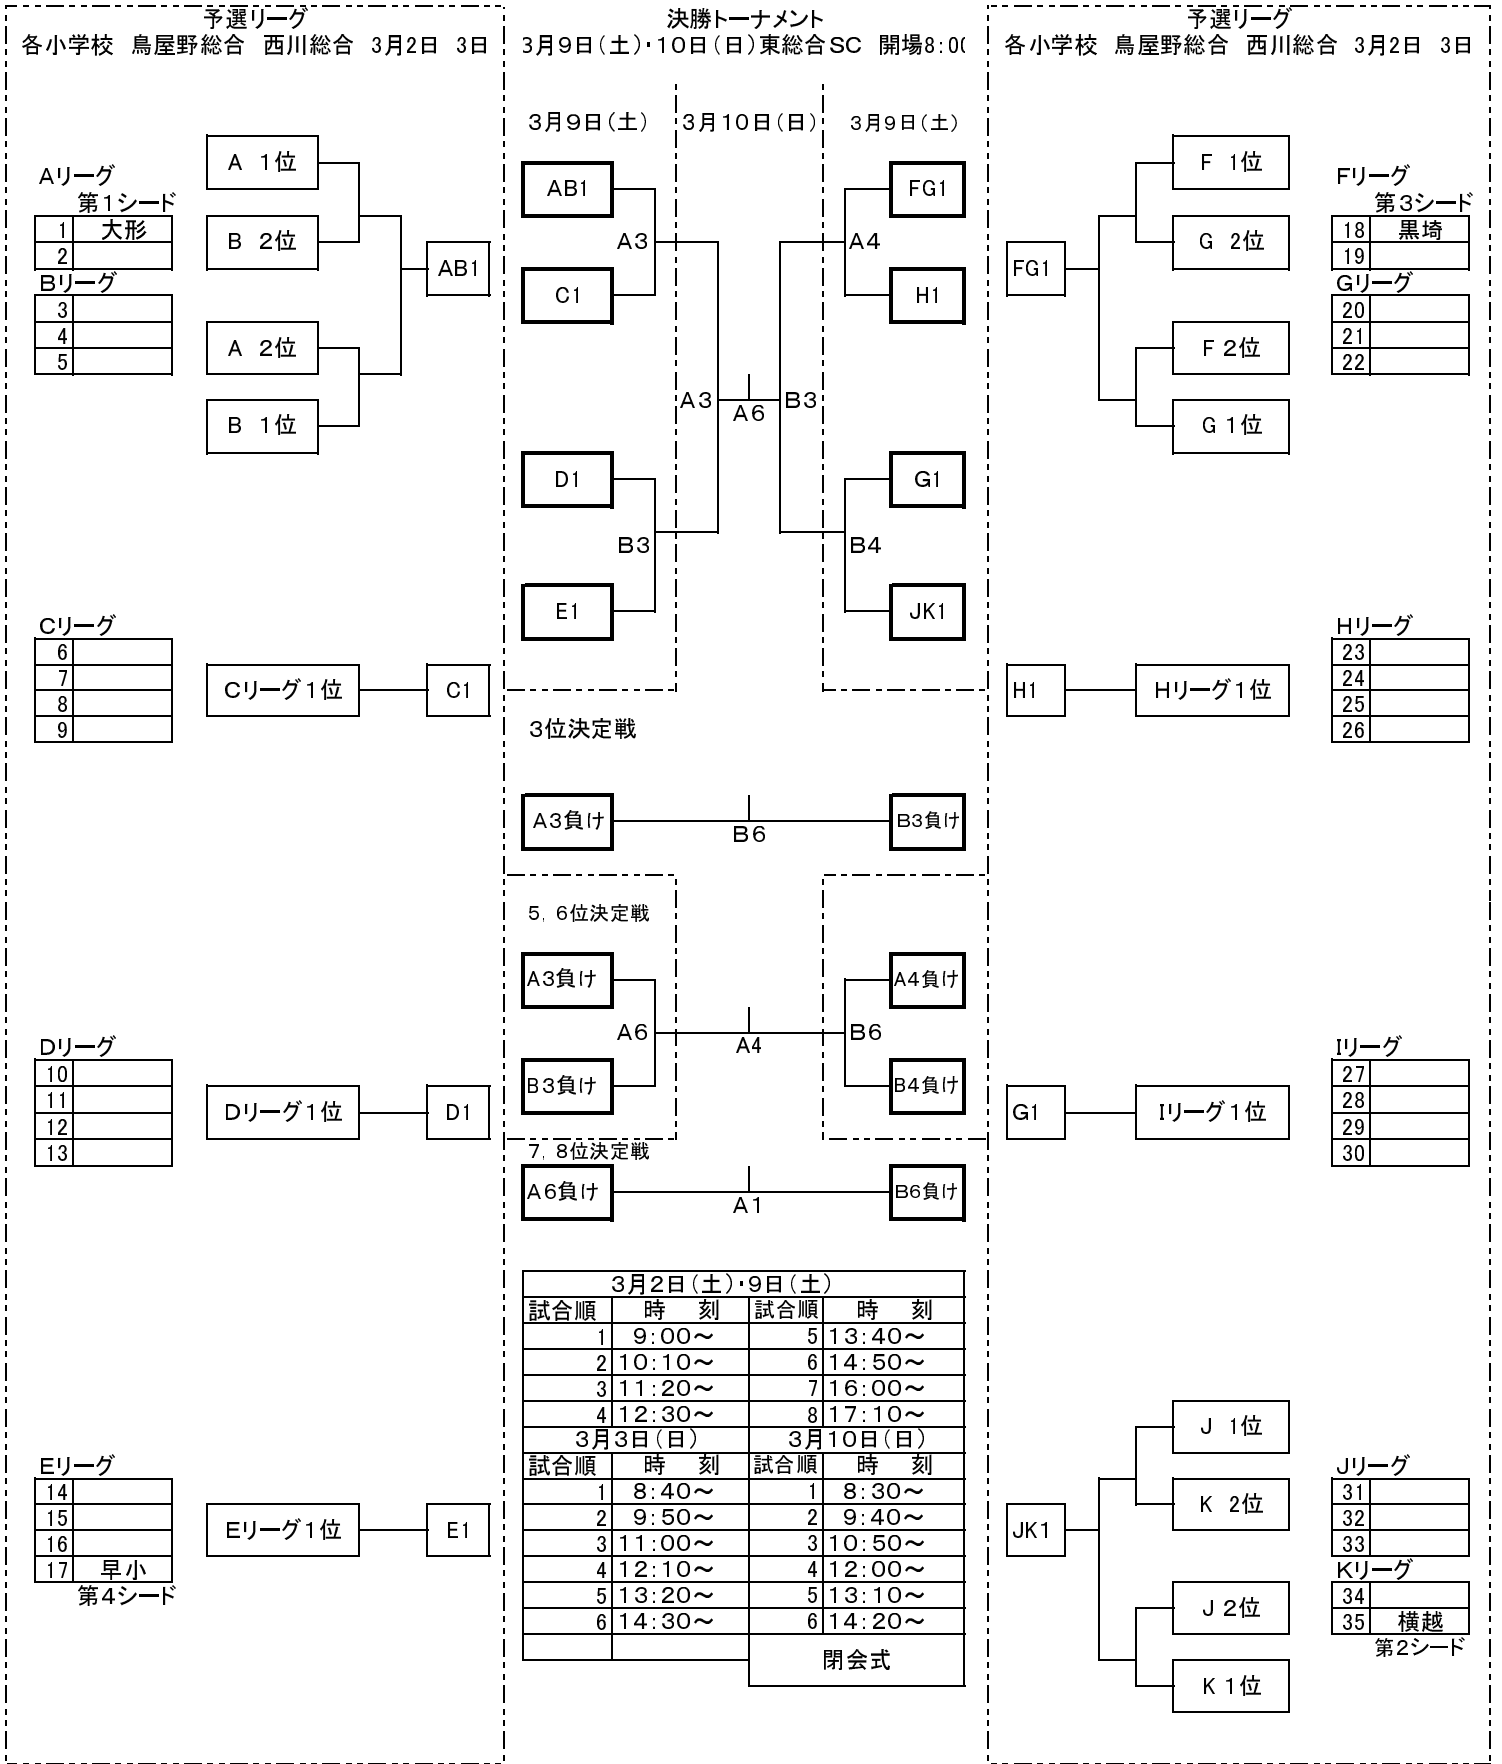 予選リーグ
各小学校　鳥屋野総合　西川総合　3月2日　3日
Aリーグ
第1シード
1 大形
2
Bリーグ
3
4
5
A 1位
B 2位
A 2位
B 1位
AB1
Cリーグ
6
7
8
9
Cリーグ1位
C1
Dリーグ
10
11
12
13
Dリーグ1位
D1
Eリーグ
14
15
16
17 早小
第4シード
Eリーグ1位
E1
決勝トーナメント
3月9日(土)・10日(日)東総合SC　開場8:00
3月9日(土)
3月10日(日)
3月9日(土)
AB1
FG1
A3
A4
C1
H1
A3
A6
B3
D1
G1
B3
B4
E1
JK1
3位決定戦
A3負け
B6
B3負け
5, 6位決定戦
A3負け
A4負け
A6
A4
B6
B3負け
B4負け
7, 8位決定戦
A6負け
A1
B6負け
3月2日(土)・9日(土)
試合順 時　刻 試合順 時　刻
1 9:00～ 5 13:40～
2 10:10～ 6 14:50～
3 11:20～ 7 16:00～
4 12:30～ 8 17:10～
3月3日(日) 3月10日(日)
試合順 時　刻 試合順 時　刻
1 8:40～ 1 8:30～
2 9:50～ 2 9:40～
3 11:00～ 3 10:50～
4 12:10～ 4 12:00～
5 13:20～ 5 13:10～
6 14:30～ 6 14:20～
閉会式
予選リーグ
各小学校　鳥屋野総合　西川総合　3月2日　3日
F 1位
G 2位
F 2位
G 1位
FG1
Fリーグ
第3シード
18 黒埼
19
Gリーグ
20
21
22
H1
Hリーグ1位
Hリーグ
23
24
25
26
G1
Iリーグ1位
Iリーグ
27
28
29
30
J 1位
K 2位
J 2位
K 1位
JK1
Jリーグ
31
32
33
Kリーグ
34
35 横越
第2シード